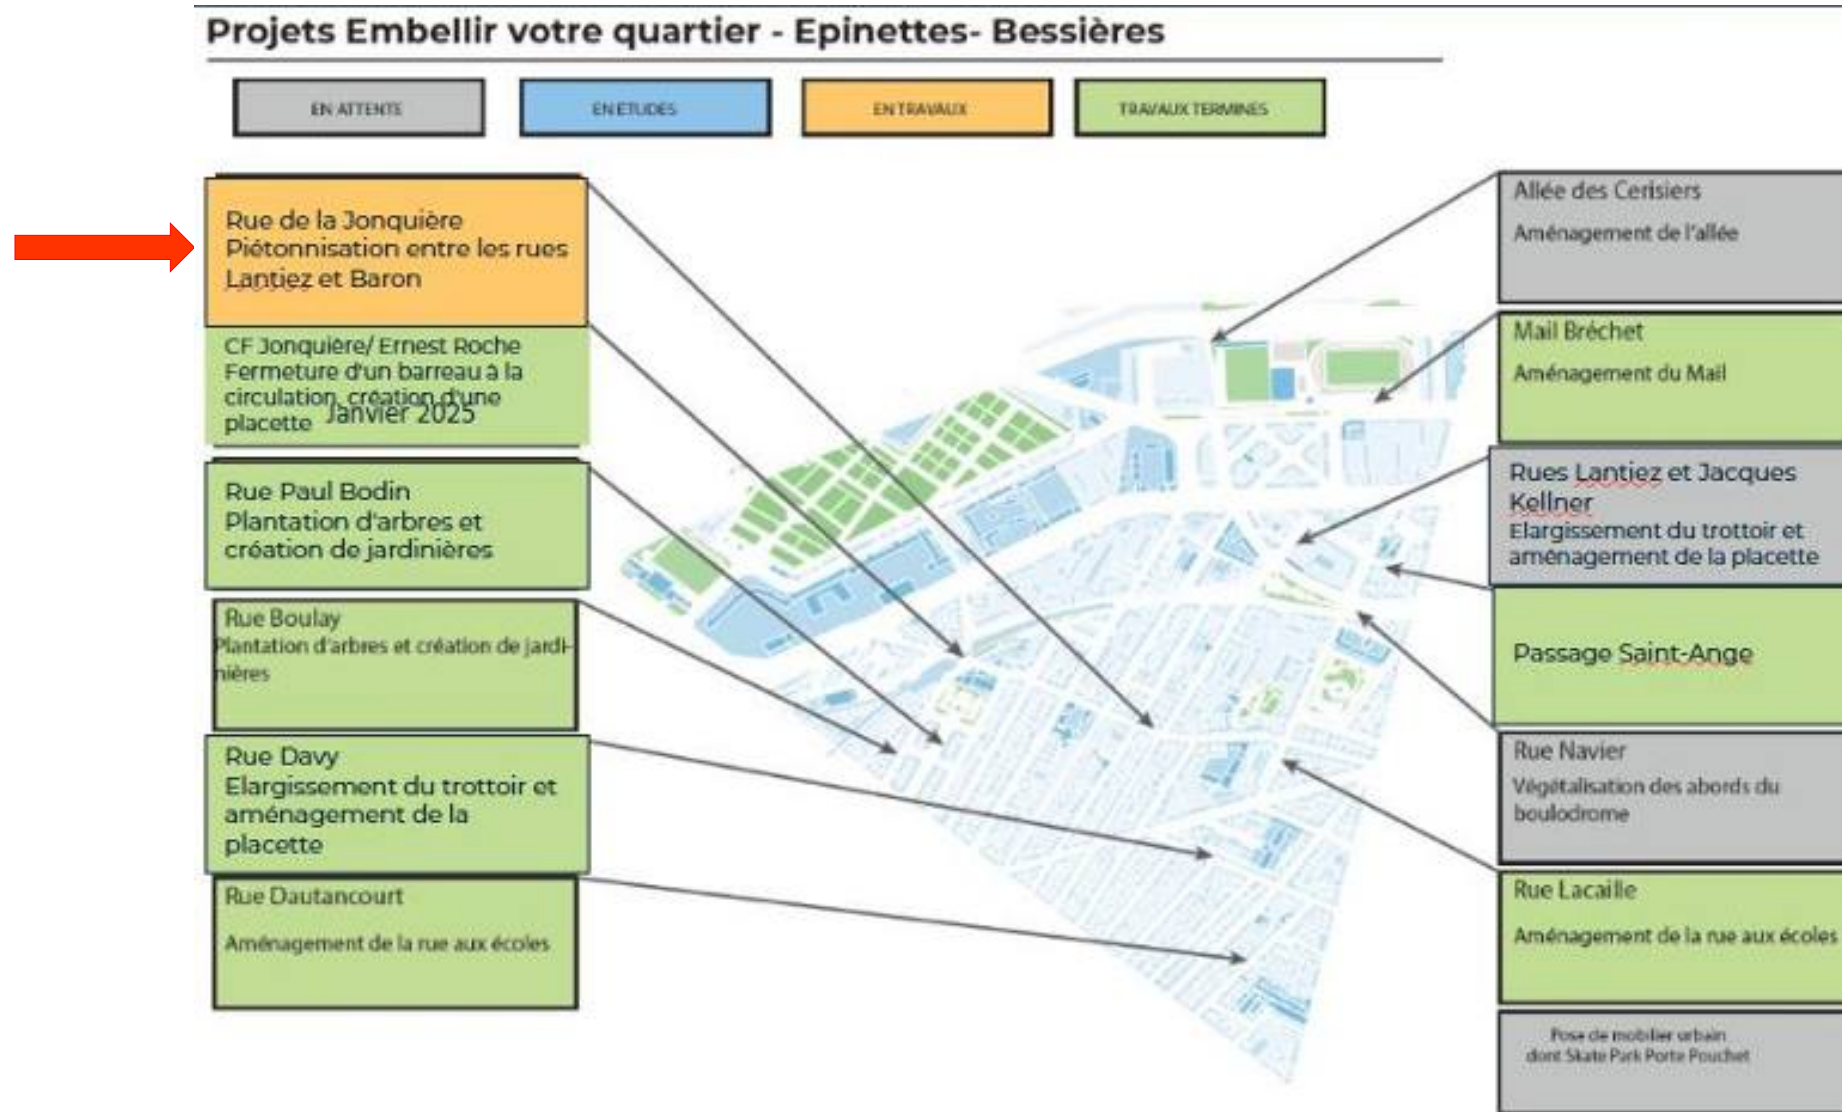 Projets Embellir votre quartier - Epinettes- Bessières
EN ATTENTE
EN ETUDES
EN TRAVAUX
TRAVAUX TERMINES
Rue de la Jonquière
Piétonnisation entre les rues
Lantiez et Baron
CF Jonquière/ Ernest Roche
Fermeture d'un barreau à la
circulation, création d'une
placette
Janvier 2025
Rue Paul Bodin
Plantation d'arbres et
création de jardinières
Rue Boulay
Plantation d'arbres et création de jardi-
nières
Rue Davy
Elargissement du trottoir et
aménagement de la
placette
Rue Dautancourt
Aménagement de la rue aux écoles
Allée des Cerisiers
Aménagement de l'allée
Mail Bréchet
Aménagement du Mail
Rues Lantiez et Jacques
Kellner
Elargissement du trottoir et
aménagement de la placette
Passage Saint-Ange
Rue Navier
Végétalisation des abords du
boulodrome
Rue Lacaille
Aménagement de la rue aux écoles
Pose de mobilier urbain
dont Skate Park Porte Pouchet